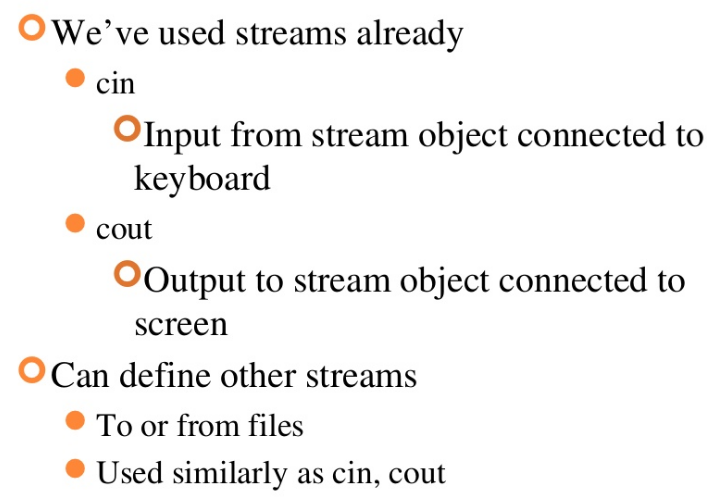 We’ve used streams already
cin
Input from stream object connected to
keyboard
cout
Output to stream object connected to
screen
Can define other streams
To or from files
Used similarly as cin, cout